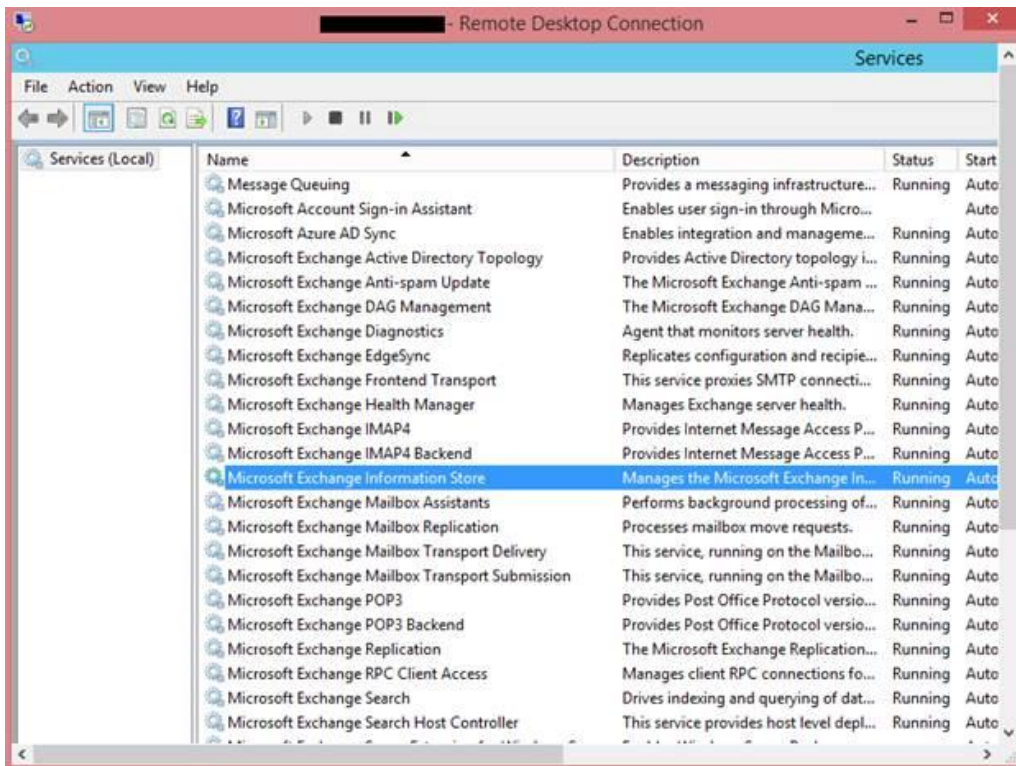 - Remote Desktop Connection
Services
File Action View Help
Services (Local)
Name Description Status Start
Message Queuing Provides a messaging infrastructure... Running Auto
Microsoft Account Sign-in Assistant Enables user sign-in through Micro... Auto
Microsoft Azure AD Sync Enables integration and manageme... Running Auto
Microsoft Exchange Active Directory Topology Provides Active Directory topology i... Running Auto
Microsoft Exchange Anti-spam Update The Microsoft Exchange Anti-spam ... Running Auto
Microsoft Exchange DAG Management The Microsoft Exchange DAG Mana... Running Auto
Microsoft Exchange Diagnostics Agent that monitors server health. Running Auto
Microsoft Exchange EdgeSync Replicates configuration and recipie... Running Auto
Microsoft Exchange Frontend Transport This service proxies SMTP connecti... Running Auto
Microsoft Exchange Health Manager Manages Exchange server health. Running Auto
Microsoft Exchange IMAP4 Provides Internet Message Access P... Running Auto
Microsoft Exchange IMAP4 Backend Provides Internet Message Access P... Running Auto
Microsoft Exchange Information Store Manages the Microsoft Exchange In... Running Auto
Microsoft Exchange Mailbox Assistants Performs background processing of... Running Auto
Microsoft Exchange Mailbox Replication Processes mailbox move requests. Running Auto
Microsoft Exchange Mailbox Transport Delivery This service, running on the Mailbo... Running Auto
Microsoft Exchange Mailbox Transport Submission This service, running on the Mailbo... Running Auto
Microsoft Exchange POP3 Provides Post Office Protocol versio... Running Auto
Microsoft Exchange POP3 Backend Provides Post Office Protocol versio... Running Auto
Microsoft Exchange Replication The Microsoft Exchange Replication... Running Auto
Microsoft Exchange RPC Client Access Manages client RPC connections fo... Running Auto
Microsoft Exchange Search Drives indexing and querying of dat... Running Auto
Microsoft Exchange Search Host Controller This service provides host level depl... Running Auto